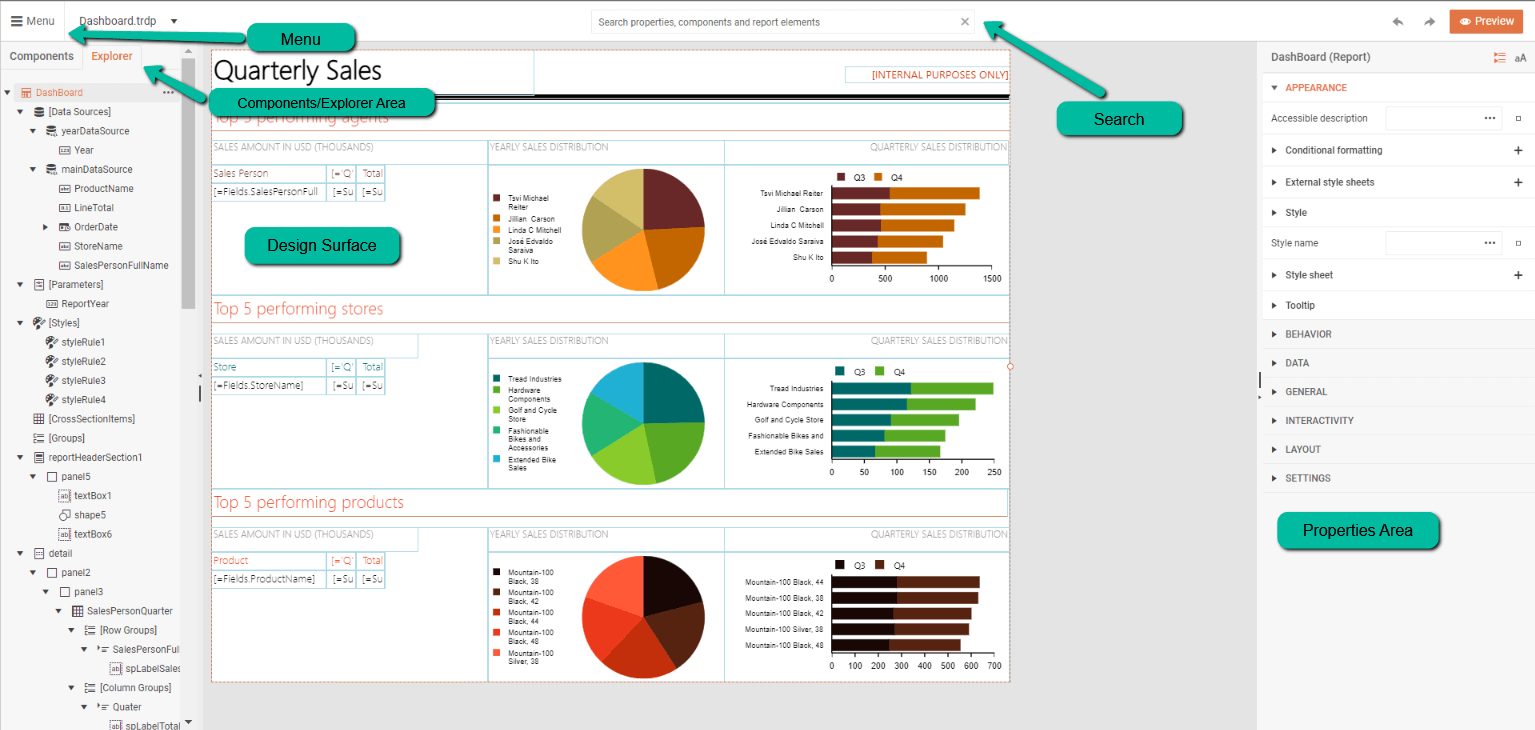 Menu
Dashboard.trdp
Search properties, components and report elements
Preview
Menu
Components
Explorer
Components/Explorer Area
Search
DashBoard
[Data Sources]
yearDataSource
Year
mainDataSource
ProductName
LineTotal
OrderDate
StoreName
SalesPersonFullName
[Parameters]
ReportYear
[Styles]
styleRule1
styleRule2
styleRule3
styleRule4
[CrossSectionItems]
[Groups]
reportHeaderSection1
panel5
textBox1
shape5
textBox6
detail
panel2
panel3
SalesPersonQuarter
[Row Groups]
SalesPersonFul
spLabelSales
[Column Groups]
Quater
spLabelTotal
Quarterly Sales
[INTERNAL PURPOSES ONLY]
Top 5 performing agents
SALES AMOUNT IN USD (THOUSANDS)
YEARLY SALES DISTRIBUTION
QUARTERLY SALES DISTRIBUTION
Sales Person [='Q' Total
[=Fields.SalesPersonFull [=Su [=Su
Design Surface
Tsvi Michael
Reiter
Jillian Carson
Linda C Mitchell
José Edvaldo
Saraiva
Shu K Ito
Q3 Q4
Tsvi Michael Reiter
Jillian Carson
Linda C Mitchell
José Edvaldo Saraiva
Shu K Ito
0 500 1000 1500
Top 5 performing stores
SALES AMOUNT IN USD (THOUSANDS)
YEARLY SALES DISTRIBUTION
QUARTERLY SALES DISTRIBUTION
Store [='Q' Total
[=Fields.StoreName] [=Su [=Su
Tread Industries
Hardware
Components
Golf and Cycle
Store
Fashionable
Bikes and
Accessories
Extended Bike
Sales
Q3 Q4
Tread Industries
Hardware Components
Golf and Cycle Store
Fashionable Bikes and
Extended Bike Sales
0 50 100 150 200 250
Top 5 performing products
SALES AMOUNT IN USD (THOUSANDS)
YEARLY SALES DISTRIBUTION
QUARTERLY SALES DISTRIBUTION
Product [='Q' Total
[=Fields.ProductName] [=Su [=Su
Mountain-100
Black, 38
Mountain-100
Black, 42
Mountain-100
Black, 44
Mountain-100
Black, 48
Mountain-100
Silver, 38
Q3 Q4
Mountain-100 Black, 44
Mountain-100 Black, 38
Mountain-100 Black, 42
Mountain-100 Silver, 38
Mountain-100 Black, 48
0 100 200 300 400 500 600 700
DashBoard (Report)
aA
APPEARANCE
Accessible description
Conditional formatting
External style sheets
Style
Style name
Style sheet
Tooltip
BEHAVIOR
DATA
GENERAL
INTERACTIVITY
LAYOUT
SETTINGS
Properties Area